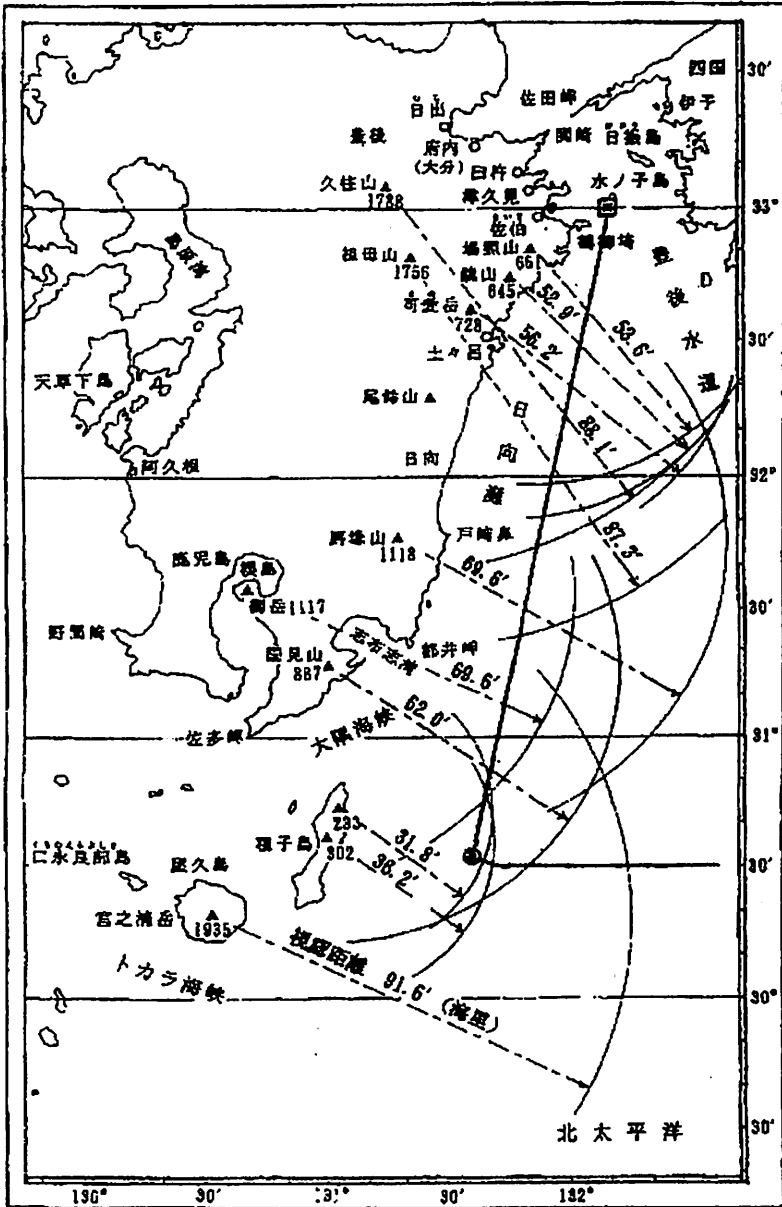 30′
四国
伊予
佐田岬
関崎
日振島
日出
豊後
府内
(大分)
臼杵
津久見
水ノ子島
久住山
1788
佐伯
33°
鶴御埼
豊後水道
島原湾
祖母山
1756
鏡山
645
可愛岳
728
52.9′
53.6′
56.2′
30′
土々呂
天草下島
尾鈴山
88.1′
日向
日向灘
阿久根
32°
87.3′
戸崎鼻
1118
69.6′
鹿児島
桜島
御岳1117
30′
志布志湾
都井岬
69.6′
野間崎
国見山
887
62.0′
大隅海峡
佐多岬
31°
233
31.8′
種子島
302
36.2′
30′
口永良部島
屋久島
宮之浦岳
1935
視認距離 91.6′(海里)
トカラ海峡
30°
北太平洋
30′
130°
30′
131°
30′
132°